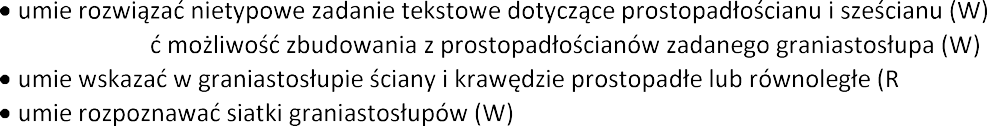 • umie rozwiązać nietypowe zadanie tekstowe dotyczące prostopadłościanu i sześcianu (W)
ć możliwość zbudowania z prostopadłościanów zadanego graniastosłupa (W)
• umie wskazać w graniastosłupie ściany i krawędzie prostopadłe lub równoległe (R
• umie rozpoznawać siatki graniastosłupów (W)